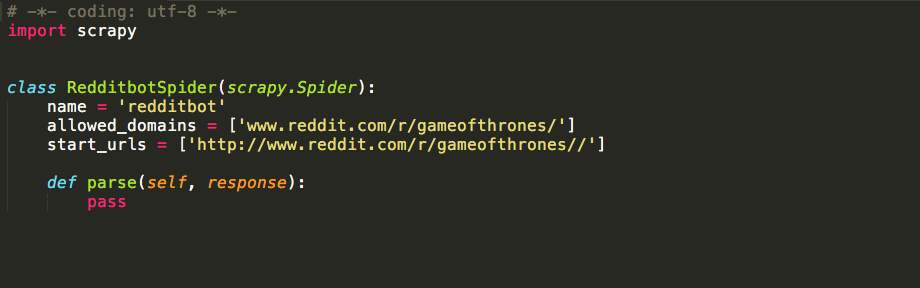 # -*- coding: utf-8 -*-
import scrapy
class RedditbotSpider(scrapy.Spider):
    name = 'redditbot'
    allowed_domains = ['www.reddit.com/r/gameofthrones/']
    start_urls = ['http://www.reddit.com/r/gameofthrones//']
    def parse(self, response):
        pass